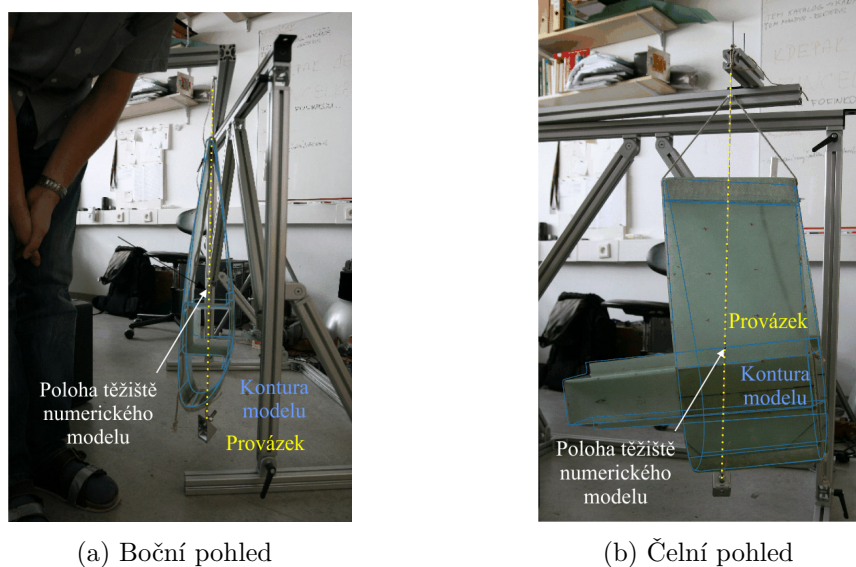 Poloha těžiště
numerického
modelu
Kontura
modelu
Provázek
Provázek
Kontura
modelu
Poloha těžiště
numerického
modelu
(a) Boční pohled
(b) Čelní pohled